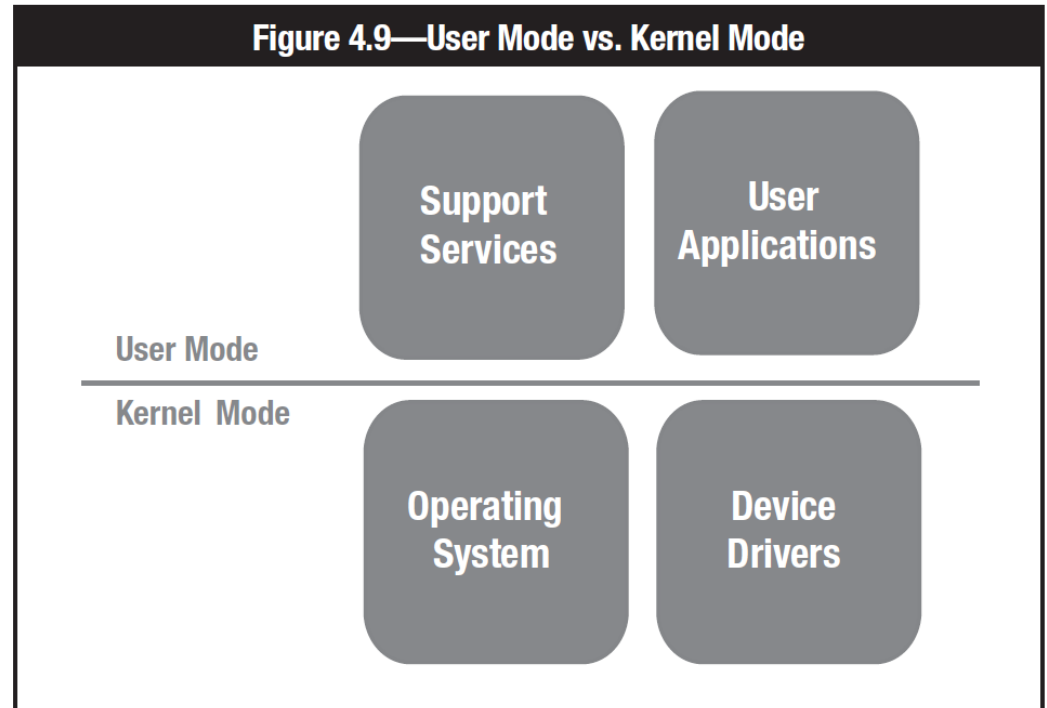 Figure 4.9—User Mode vs. Kernel Mode
Support
Services
User
Applications
User Mode
Kernel Mode
Operating
System
Device
Drivers